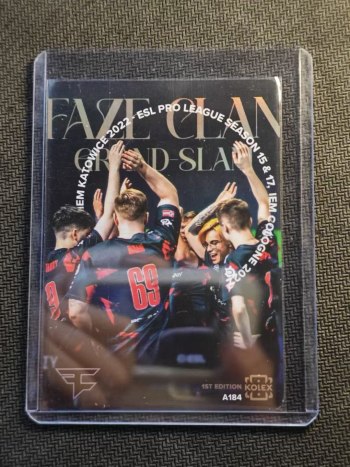 FAZE CLAN
GRAND-SLAM
IEM KATOWICE 2022 · ESL PRO LEAGUE SEASON 15 & 17, IEM COLOGNE 2022
69
1ST EDITION
A184
KOLEX